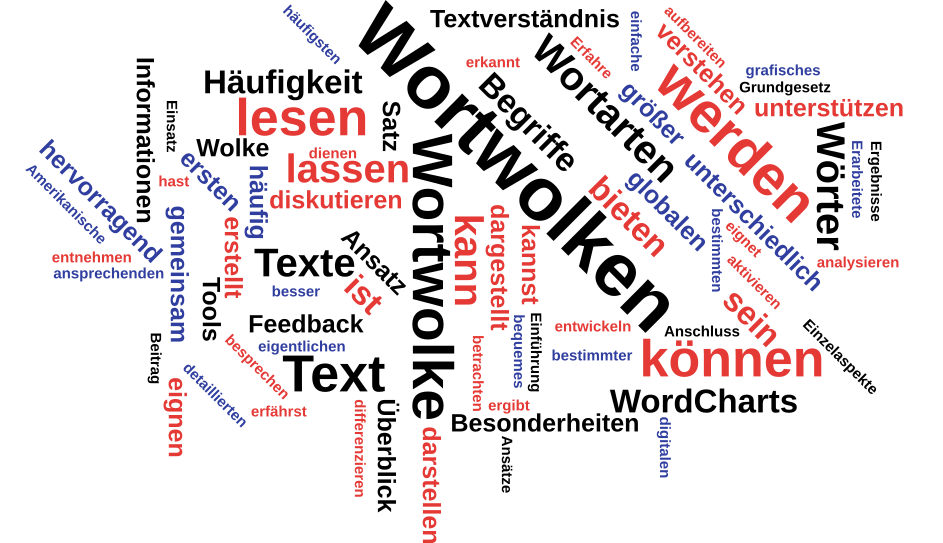 häufigsten
Wortwolken
Textverständnis
einfache
aufbereiten
verstehen
Erfahre
Wortarten
erkannt
werden
grafisches
Grundgesetz
unterstützen
Informationen
Häufigkeit
Begriffe
größer
lesen
Satz
Einsatz
Wolke
Wortwolke
Wörter
Erarbeitete
Ergebnisse
hervorragend
Amerikanische
hast
ersten
häufig
dienen
lassen
diskutieren
globalen
unterschiedlich
bieten
gemeinsam
erstellt
kann
dargestellt
kannst
bestimmten
eignet
aktivieren
analysieren
entnehmen
ansprechenden
Texte
Ansatz
ist
besser
Tools
sein
Feedback
eigentlichen
bequemes
Einführung
entwickeln
Anschluss
Einzelaspekte
Beitrag
besprechen
betrachten
bestimmter
können
Text
detaillierten
eignen
erfährst
differenzieren
Überblick
ergibt
WordCharts
Besonderheiten
darstellen
Ansätze
digitalen